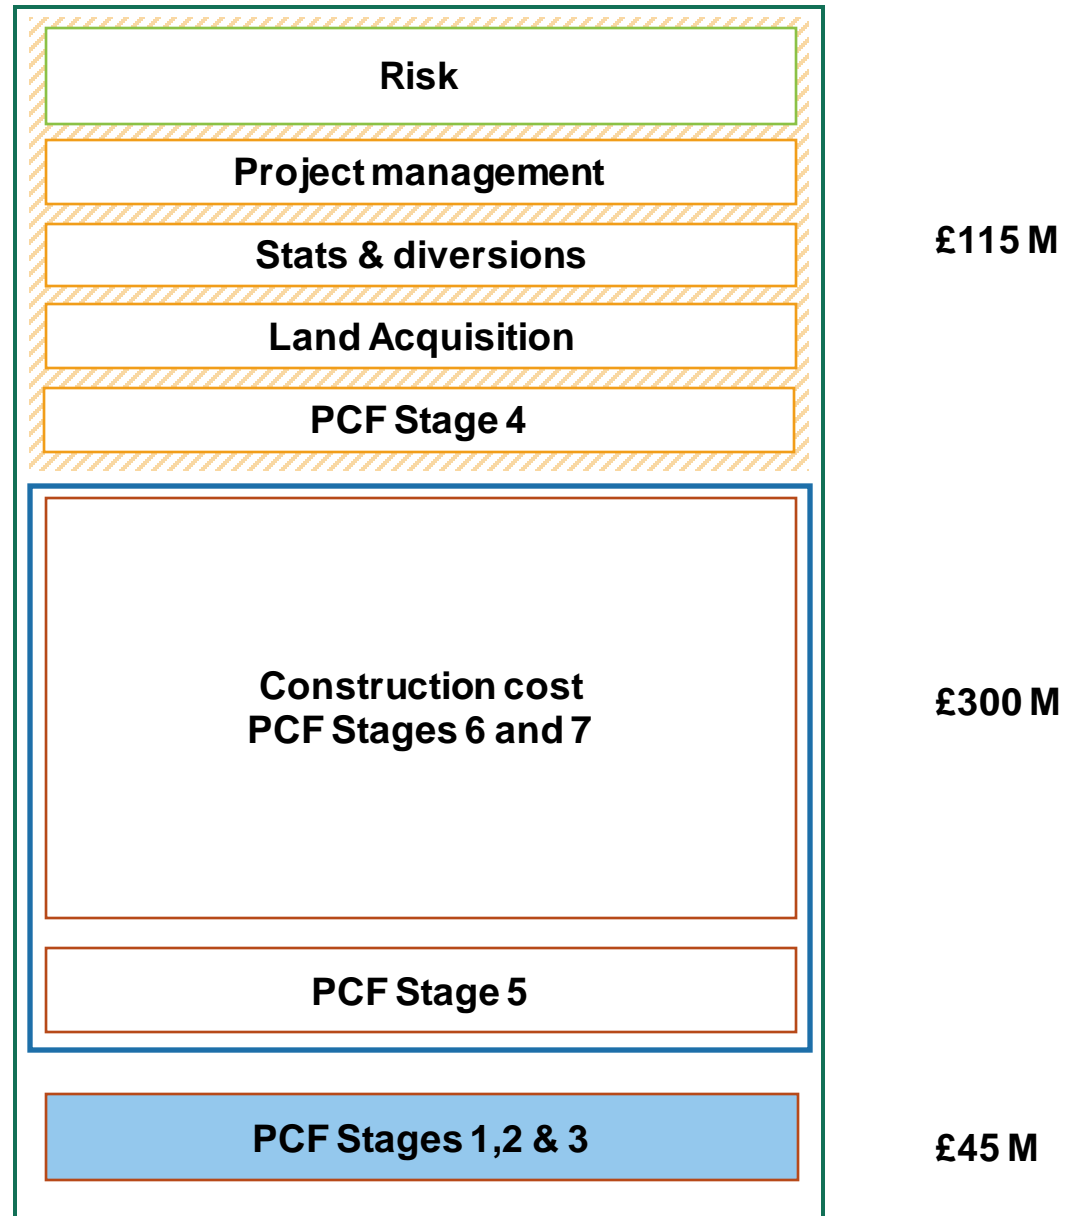 Risk
Project management
Stats & diversions
£115 M
Land Acquisition
PCF Stage 4
Construction cost
PCF Stages 6 and 7
£300 M
PCF Stage 5
PCF Stages 1,2 & 3
£45 M